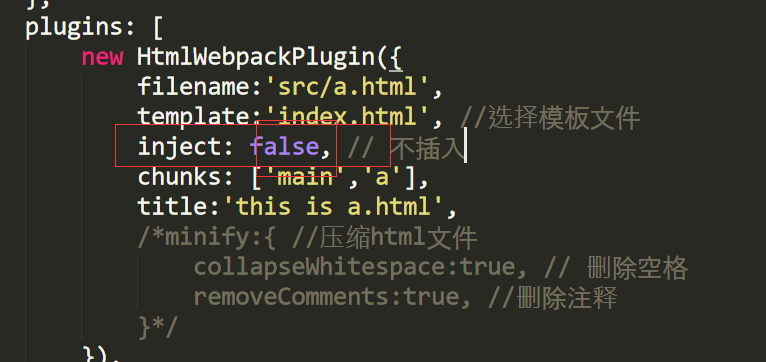 },
plugins: [
new HtmlWebpackPlugin({
filename:'src/a.html',
template:'index.html', //选择模板文件
inject: false, // 不插入
chunks: ['main','a'],
title:'this is a.html',
/*minify:{ //压缩html文件
collapseWhitespace:true, // 删除空格
removeComments:true, //删除注释
}*/
}),